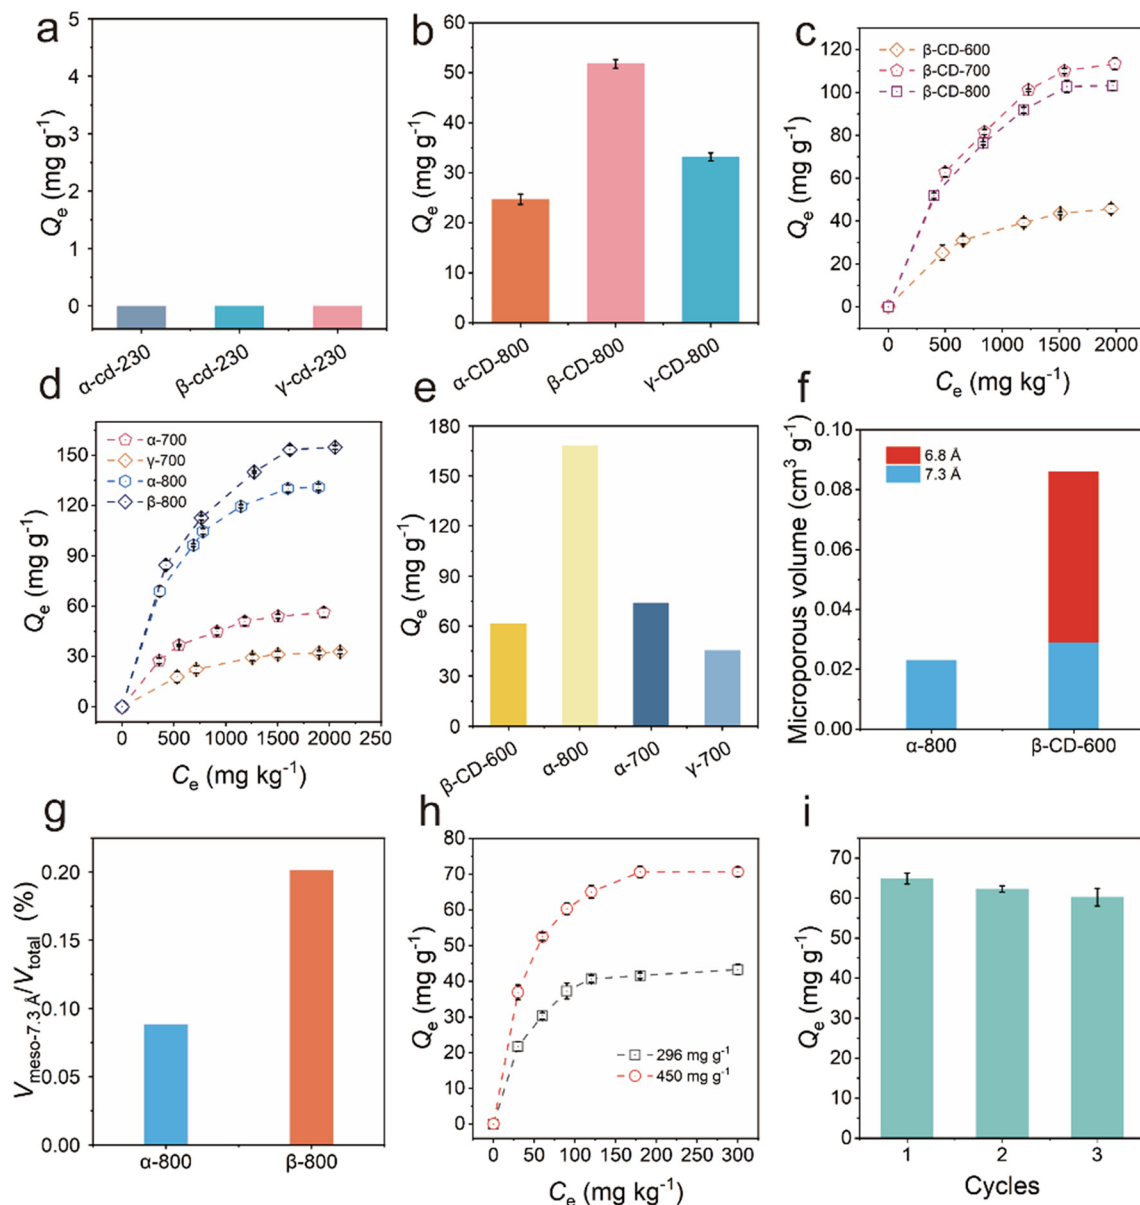 a
5
4
3
2
1
0
Qe (mg g⁻¹)
α-cd-230
β-cd-230
γ-cd-230
b
60
50
40
30
20
10
0
Qe (mg g⁻¹)
α-CD-800
β-CD-800
γ-CD-800
c
β-CD-600
β-CD-700
β-CD-800
120
100
80
60
40
20
0
Qe (mg g⁻¹)
0 500 1000 1500 2000
Ce (mg kg⁻¹)
d
α-700
γ-700
α-800
β-800
150
120
90
60
30
0
Qe (mg g⁻¹)
0 500 1000 1500 2000 250
Ce (mg kg⁻¹)
e
180
150
120
90
60
30
0
Qe (mg g⁻¹)
β-CD-600
α-800
α-700
γ-700
f
6.8 Å
7.3 Å
0.10
0.08
0.06
0.04
0.02
0.00
Microporous volume (cm³ g⁻¹)
α-800
β-CD-600
g
0.20
0.15
0.10
0.05
0.00
Vmeso-7.3 Å/Vtotal (%)
α-800
β-800
h
80
70
60
50
40
30
20
10
0
Qe (mg g⁻¹)
296 mg g⁻¹
450 mg g⁻¹
0 50 100 150 200 250 300
Ce (mg kg⁻¹)
i
70
60
50
40
30
20
10
0
Qe (mg g⁻¹)
1 2 3
Cycles